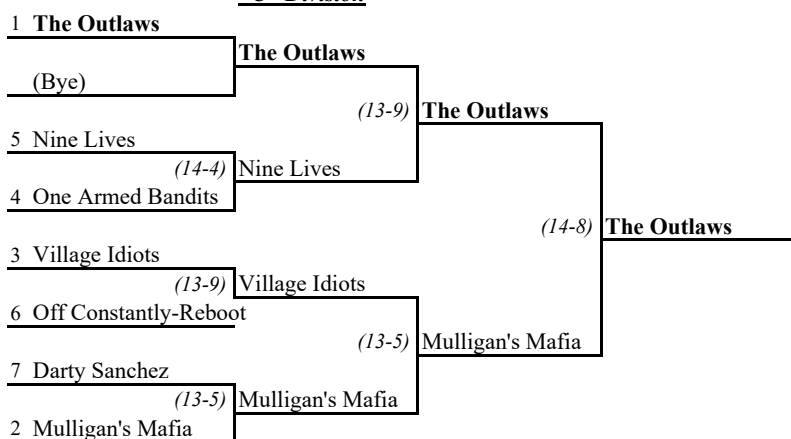 Division
1 The Outlaws
The Outlaws
(Bye)
(13-9) The Outlaws
5 Nine Lives
(14-4) Nine Lives
4 One Armed Bandits
(14-8) The Outlaws
3 Village Idiots
(13-9) Village Idiots
6 Off Constantly-Reboot
(13-5) Mulligan's Mafia
7 Darty Sanchez
(13-5) Mulligan's Mafia
2 Mulligan's Mafia